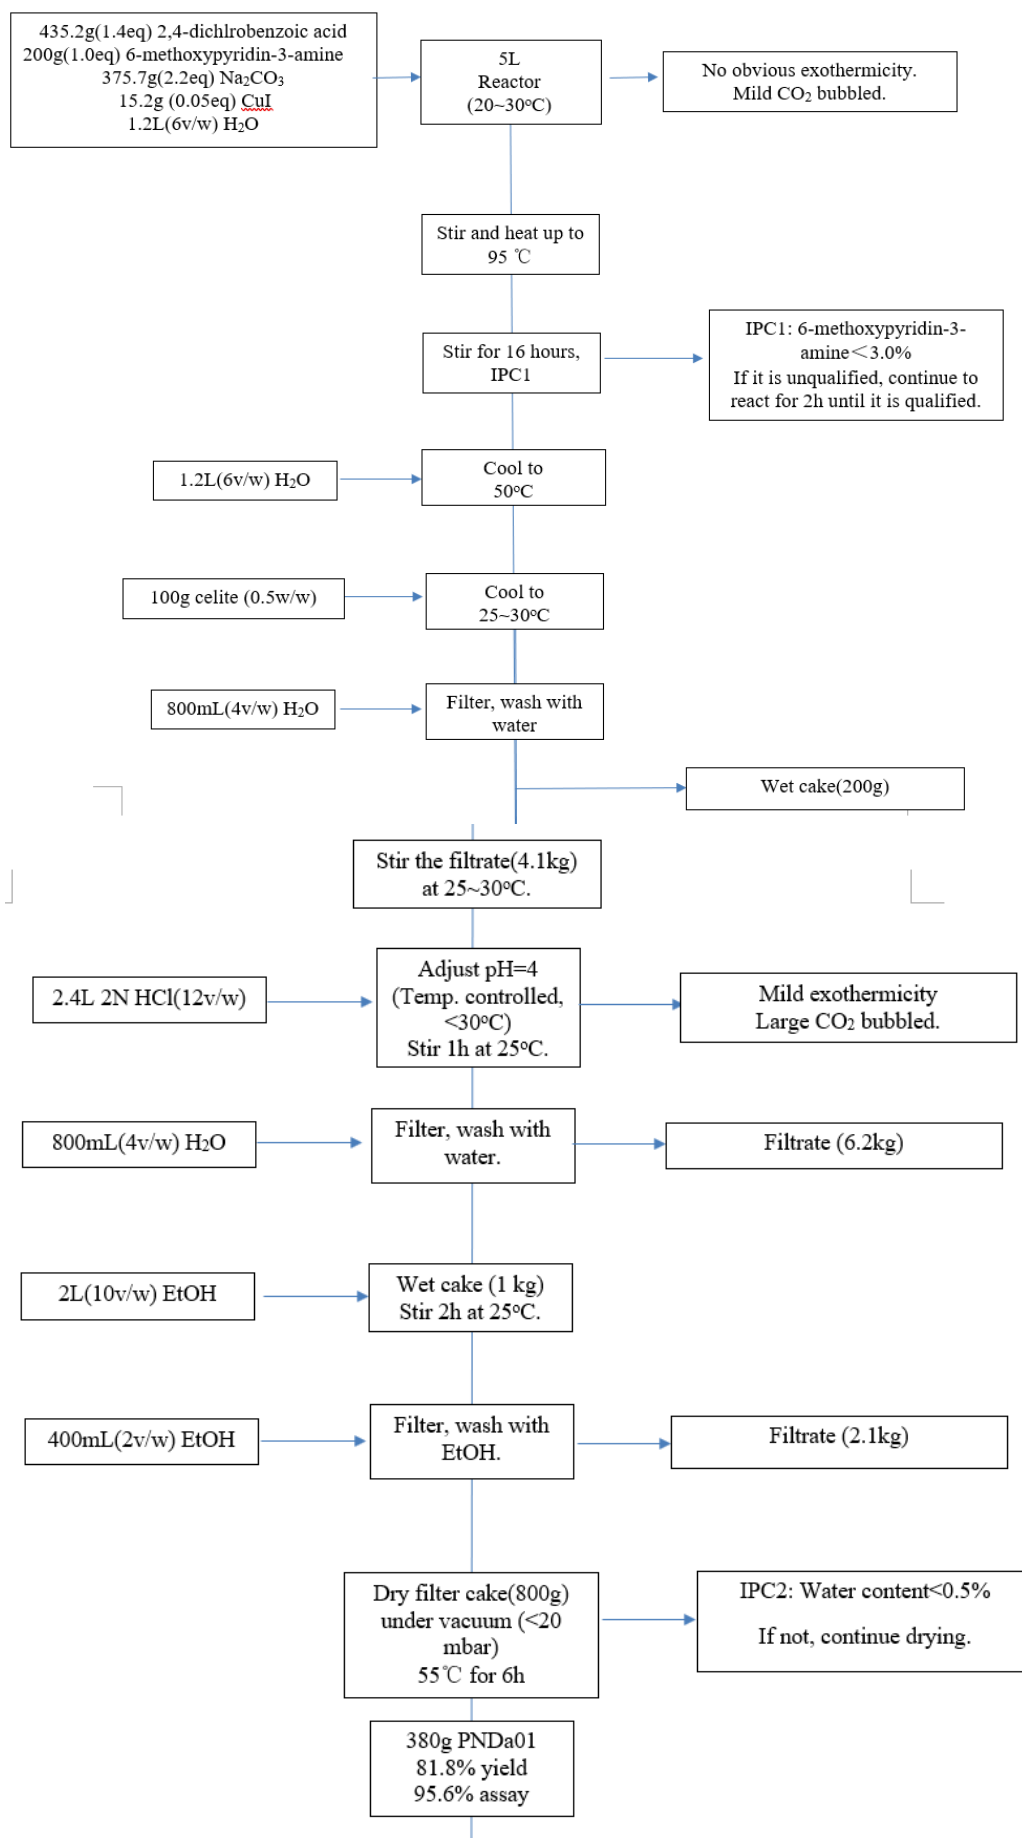 435.2g(1.4eq) 2,4-dichlrobenzoic acid
200g(1.0eq) 6-methoxypyridin-3-amine
375.7g(2.2eq) Na₂CO₃
15.2g (0.05eq) CuI
1.2L(6v/w) H₂O
5L
Reactor
(20~30°C)
No obvious exothermicity.
Mild CO₂ bubbled.
Stir and heat up to
95 ℃
Stir for 16 hours,
IPC1
IPC1: 6-methoxypyridin-3-
amine<3.0%
If it is unqualified, continue to
react for 2h until it is qualified.
1.2L(6v/w) H₂O
Cool to
50°C
100g celite (0.5w/w)
Cool to
25~30°C
800mL(4v/w) H₂O
Filter, wash with
water
Wet cake(200g)
Stir the filtrate(4.1kg)
at 25~30°C.
2.4L 2N HCl(12v/w)
Adjust pH=4
(Temp. controlled,
<30°C)
Stir 1h at 25°C.
Mild exothermicity
Large CO₂ bubbled.
800mL(4v/w) H₂O
Filter, wash with
water.
Filtrate (6.2kg)
2L(10v/w) EtOH
Wet cake (1 kg)
Stir 2h at 25°C.
400mL(2v/w) EtOH
Filter, wash with
EtOH.
Filtrate (2.1kg)
Dry filter cake(800g)
under vacuum (<20
mbar)
55℃ for 6h
IPC2: Water content<0.5%
If not, continue drying.
380g PNDa01
81.8% yield
95.6% assay